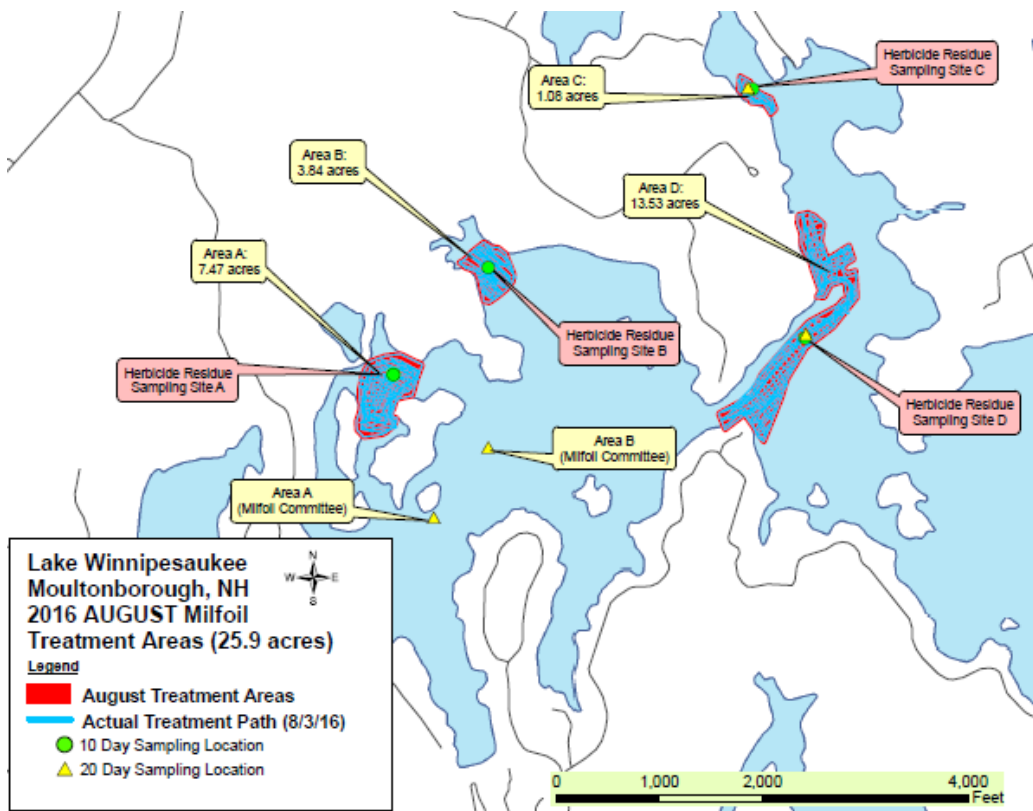 Herbicide Residue
Sampling Site C
Area C:
1.08 acres
Area B:
3.84 acres
Area D:
13.53 acres
Area A:
7.47 acres
Herbicide Residue
Sampling Site B
Herbicide Residue
Sampling Site A
Herbicide Residue
Sampling Site D
Area B
(Milfoil Committee)
Area A
(Milfoil Committee)
Lake Winnipesaukee
Moultonborough, NH
2016 AUGUST Milfoil
Treatment Areas (25.9 acres)
N
W E
S
Legend
August Treatment Areas
Actual Treatment Path (8/3/16)
10 Day Sampling Location
20 Day Sampling Location
0 1,000 2,000 4,000
Feet